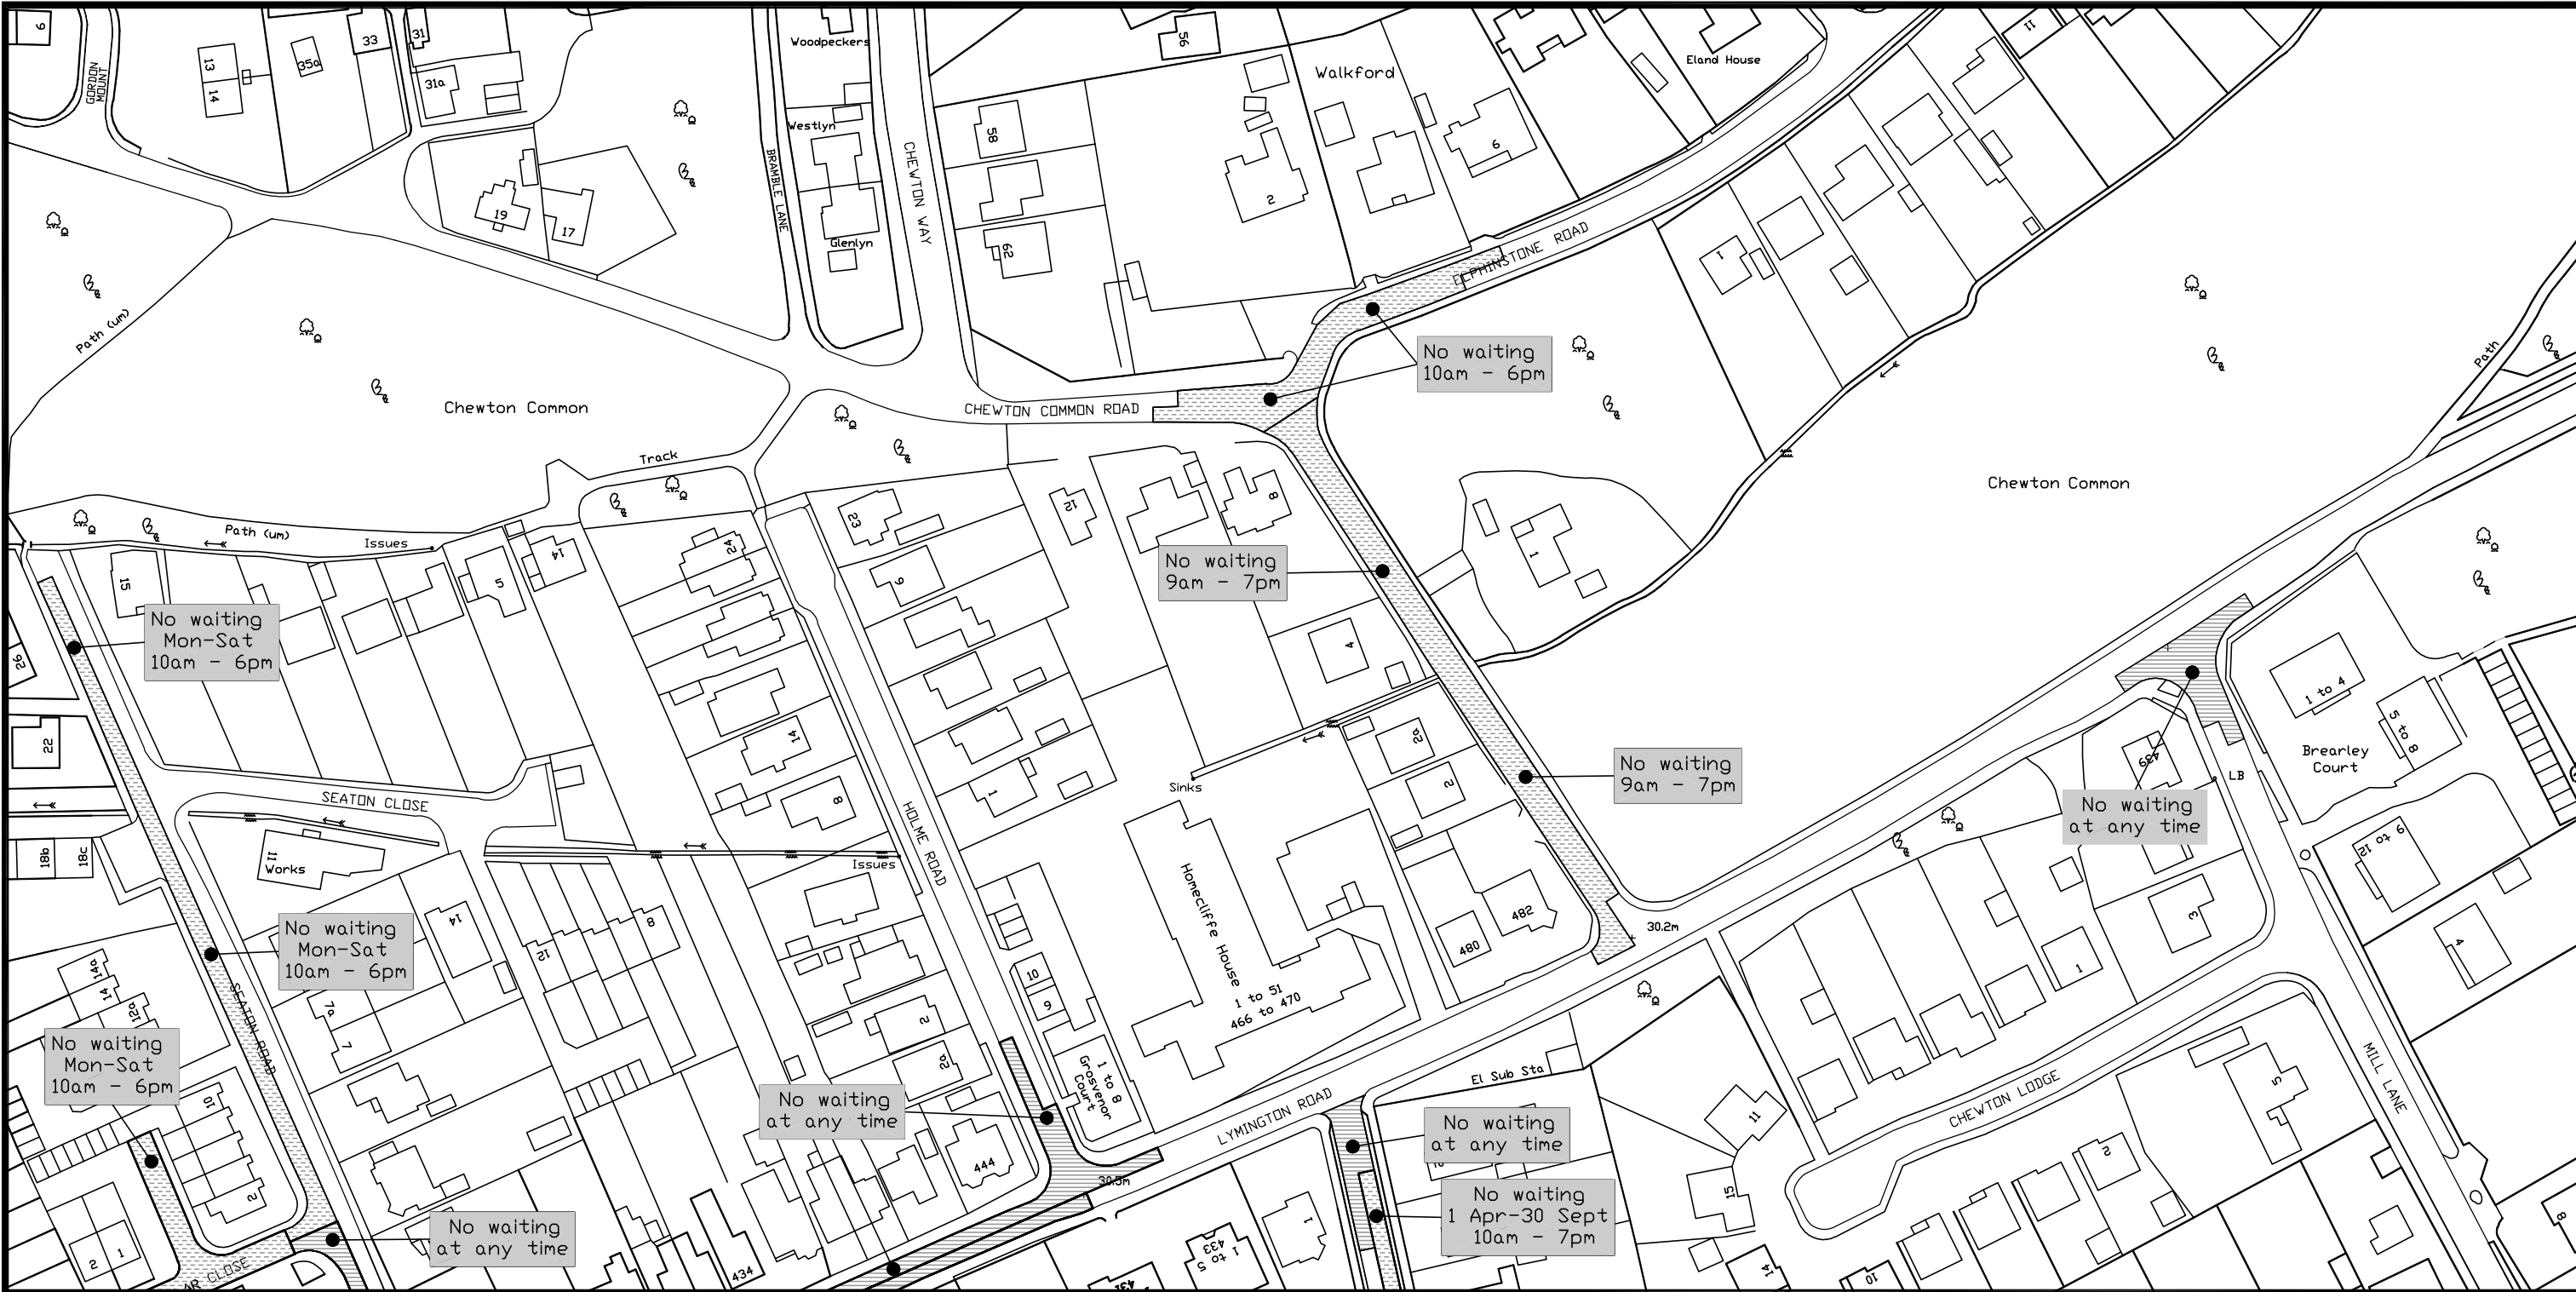 9
GORDON
MOUNT
13
14
35a
33
31
31a
Woodpeckers
56
Walkford
Eland House
11
BRAMBLE LANE
Westlyn
CHEWTON WAY
58
6
19
17
Glenlyn
62
2
ELPHINSTONE ROAD
1
Path (um)
No waiting
10am - 6pm
Path
Chewton Common
CHEWTON COMMON ROAD
Track
Chewton Common
Path (um)
Issues
15
5
14
24
23
9
12
8
No waiting
9am - 7pm
1
No waiting
Mon-Sat
10am - 6pm
26
4
1 to 4
5 to 8
22
14
2a
Brearley
Court
439
LB
No waiting
9am - 7pm
Sinks
2
1
8
SEATON CLOSE
HOLME ROAD
No waiting
at any time
18b
18c
11
Works
Issues
9 to 12
Homecliffe House
1 to 51
466 to 470
482
480
30.2m
3
4
1
14
12
8
No waiting
Mon-Sat
10am - 6pm
14a
14
12a
SEATON ROAD
7a
7
10
9
2
2a
1 to 8
Grosvenor
Court
No waiting
Mon-Sat
10am - 6pm
10
2
No waiting
at any time
444
LYMINGTON ROAD
El Sub Sta
No waiting
at any time
11
15
CHEWTON LODGE
MILL LANE
5
2
30.5m
No waiting
1 Apr-30 Sept
10am - 7pm
No waiting
at any time
2
1
AR CLOSE
434
1 to 5
433
1
14
10
8